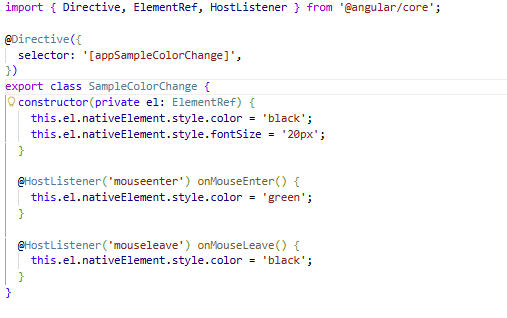 import { Directive, ElementRef, HostListener } from '@angular/core';
@Directive({
  selector: '[appSampleColorChange]',
})
export class SampleColorChange {
  constructor(private el: ElementRef) {
    this.el.nativeElement.style.color = 'black';
    this.el.nativeElement.style.fontSize = '20px';
  }
  @HostListener('mouseenter') onMouseEnter() {
    this.el.nativeElement.style.color = 'green';
  }
  @HostListener('mouseleave') onMouseLeave() {
    this.el.nativeElement.style.color = 'black';
  }
}